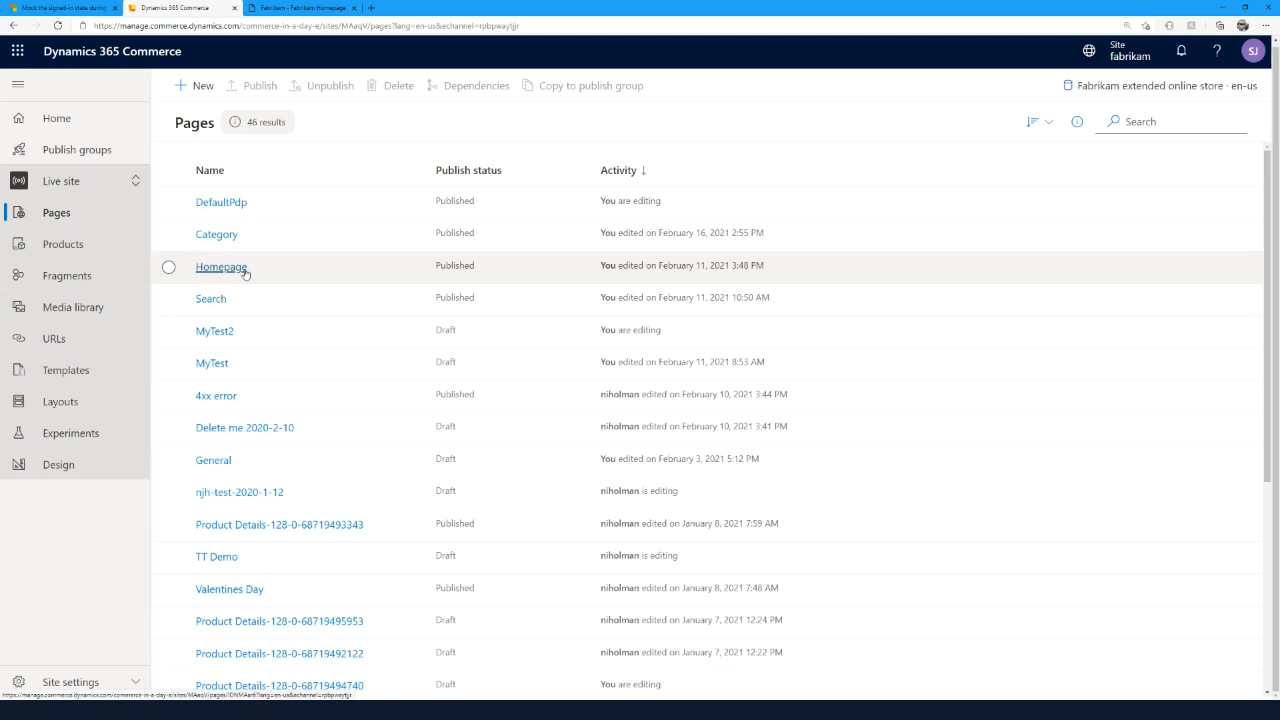 Mock the signed-in state during
Dynamics 365 Commerce
Fabrikam - Fabrikam Homepage
https://manage.commerce.dynamics.com/commerce-in-a-day-e/sites/MAaqV/pages?lang=en-us&echannel=rpbpwaytjjr
Dynamics 365 Commerce
Site
fabrikam
?
SJ
New
Publish
Unpublish
Delete
Dependencies
Copy to publish group
Fabrikam extended online store · en-us
Pages
46 results
Search
Home
Publish groups
Live site
Pages
Products
Fragments
Media library
URLs
Templates
Layouts
Experiments
Design
Site settings
Name Publish status Activity ↓
DefaultPdp Published You are editing
Category Published You edited on February 16, 2021 2:55 PM
Homepage Published You edited on February 11, 2021 3:48 PM
Search Published You edited on February 11, 2021 10:50 AM
MyTest2 Draft You are editing
MyTest Draft You edited on February 11, 2021 8:53 AM
4xx error Published niholman edited on February 10, 2021 3:44 PM
Delete me 2020-2-10 Draft niholman edited on February 10, 2021 3:41 PM
General Draft You edited on February 3, 2021 5:12 PM
njh-test-2020-1-12 Draft niholman is editing
Product Details-128-0-68719493343 Published niholman edited on January 8, 2021 7:59 AM
TT Demo Draft niholman is editing
Valentines Day Published niholman edited on January 8, 2021 7:48 AM
Product Details-128-0-68719495953 Draft niholman edited on January 7, 2021 12:24 PM
Product Details-128-0-68719492122 Draft niholman edited on January 7, 2021 12:22 PM
Product Details-128-0-68719494740 Draft You are editing